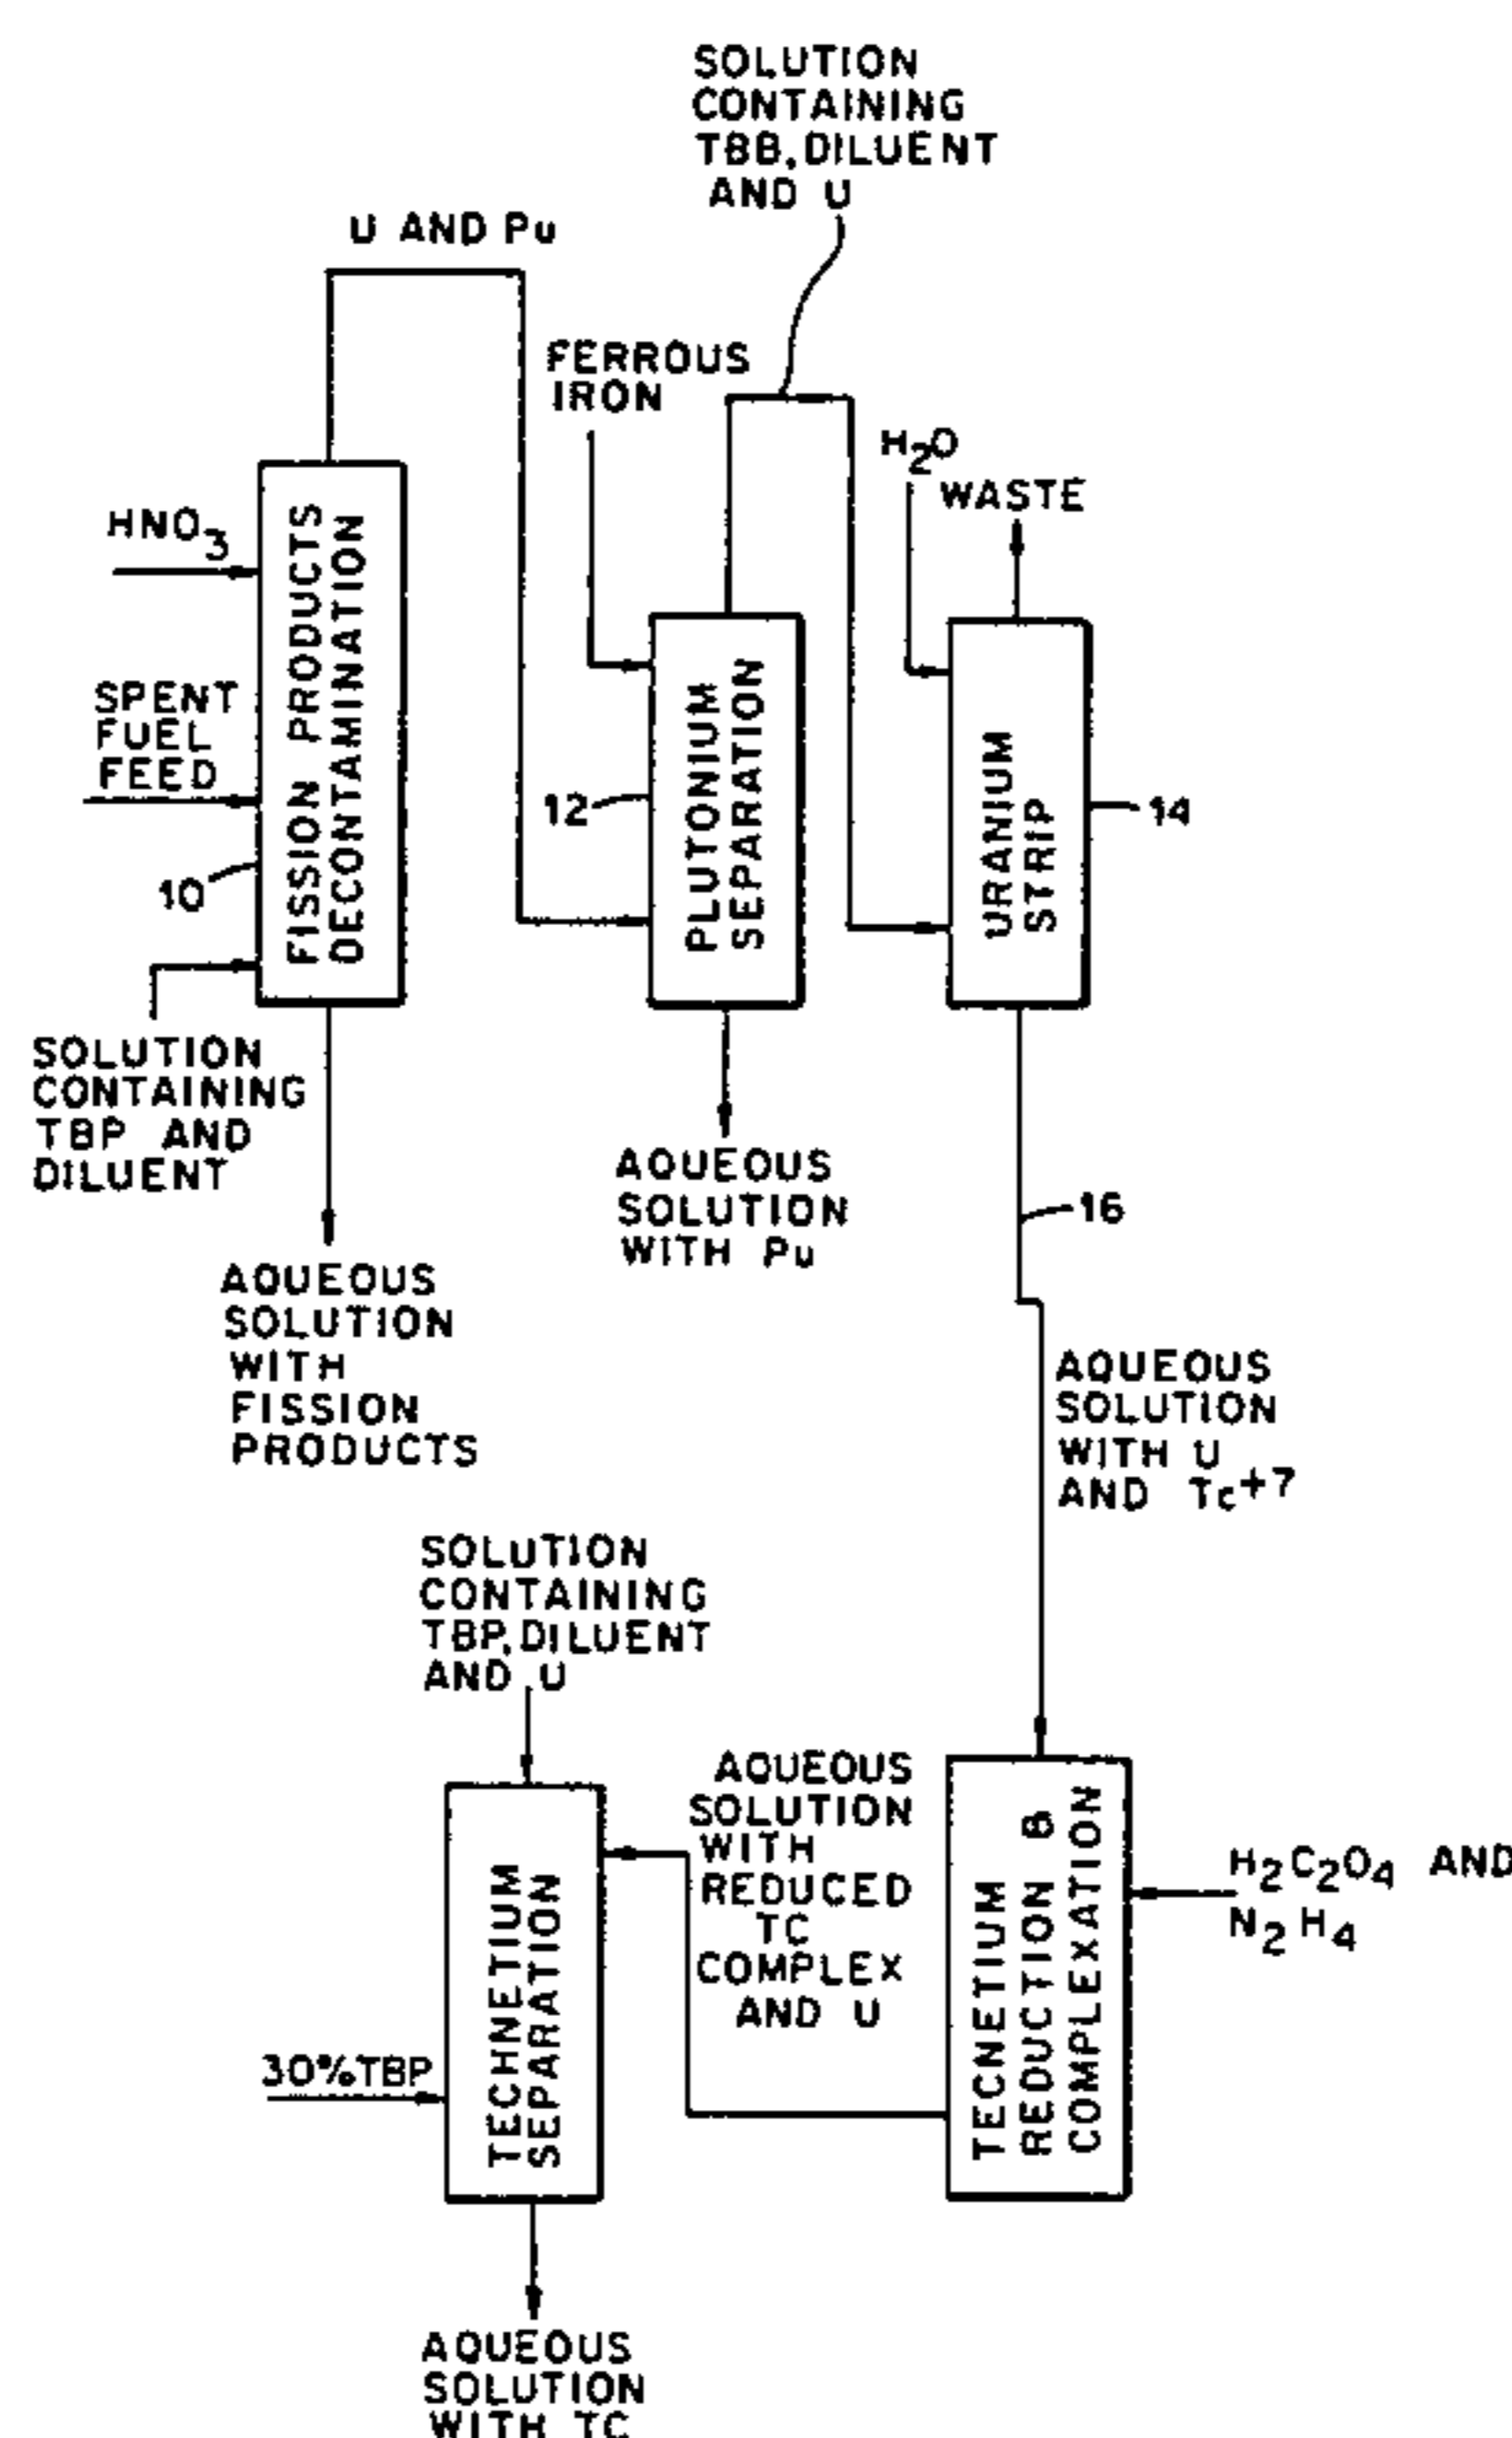 SOLUTION
CONTAINING
TBB, DILUENT
AND U
U AND Pu
FERROUS
IRON
H2O
WASTE
HNO3
SPENT
FUEL
FEED
10
FISSION PRODUCTS
DECONTAMINATION
12
PLUTONIUM
SEPARATION
URANIUM
STRIP
14
SOLUTION
CONTAINING
TBP AND
DILUENT
AQUEOUS
SOLUTION
WITH
FISSION
PRODUCTS
AQUEOUS
SOLUTION
WITH Pu
16
AQUEOUS
SOLUTION
WITH U
AND Tc+7
SOLUTION
CONTAINING
TBP, DILUENT
AND U
AQUEOUS
SOLUTION
WITH
REDUCED
TC
COMPLEX
AND U
TECHNETIUM
SEPARATION
30% TBP
TECNETIUM
REDUCTION &
COMPLEXATION
H2C2O4 AND
N2H4
AQUEOUS
SOLUTION
WITH TC